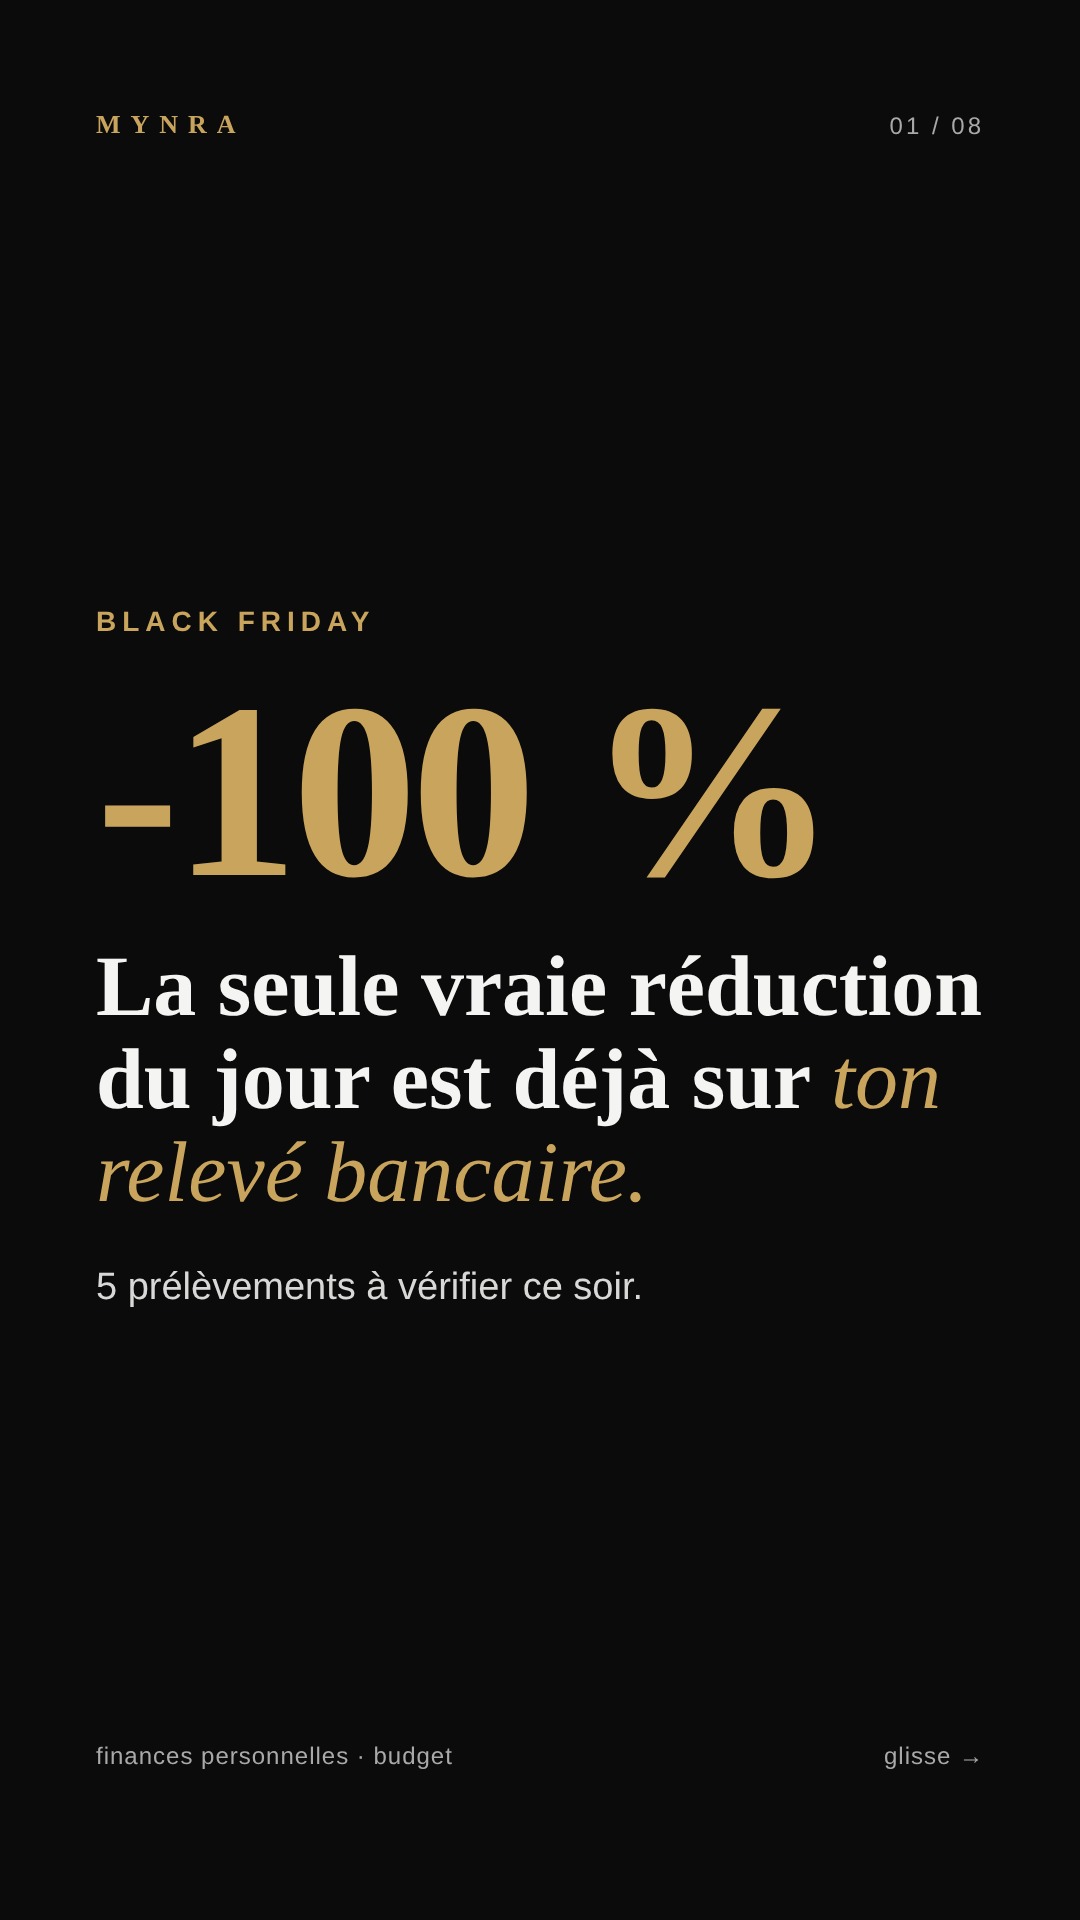 MYNRA
01 / 08
BLACK FRIDAY
-100 %
La seule vraie réduction
du jour est déjà sur ton
relevé bancaire.
5 prélèvements à vérifier ce soir.
finances personnelles · budget
glisse →